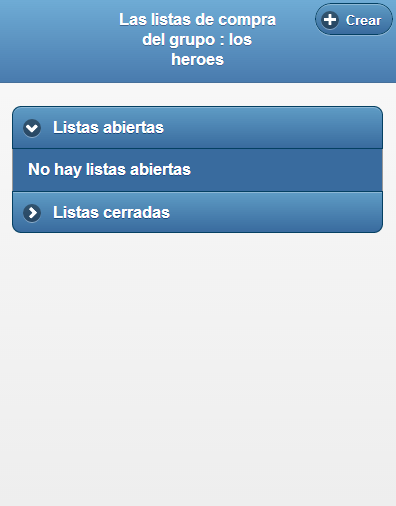 Las listas de compra
del grupo : los
heroes
Crear
Listas abiertas
No hay listas abiertas
Listas cerradas